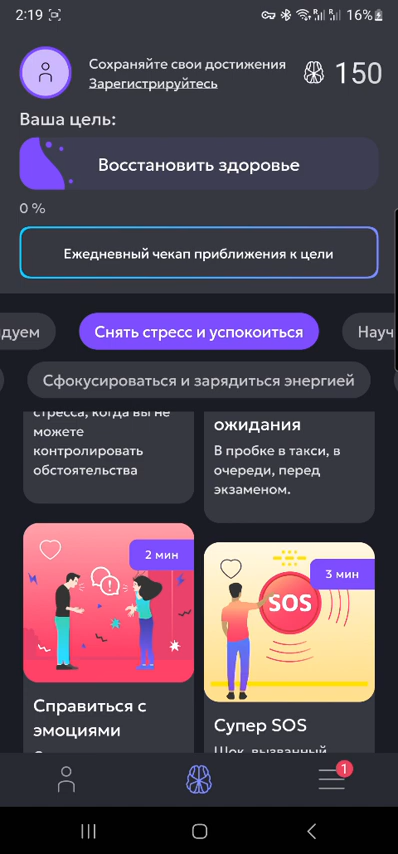 2:19
16%
Сохраняйте свои достижения
Зарегистрируйтесь
150
Ваша цель:
Восстановить здоровье
0 %
Ежедневный чекап приближения к цели
дуем
Снять стресс и успокоиться
Науч
Сфокусироваться и зарядиться энергией
стресса, когда вы не
можете
контролировать
обстоятельства
ожидания
В пробке в такси, в
очереди, перед
экзаменом.
2 мин
Справиться с
эмоциями
3 мин
SOS
Супер SOS
Шок, вызванный
1